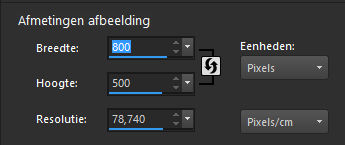 Afmetingen afbeelding
Breedte: 800 Eenheden:
Pixels
Hoogte: 500
Resolutie: 78,740 Pixels/cm